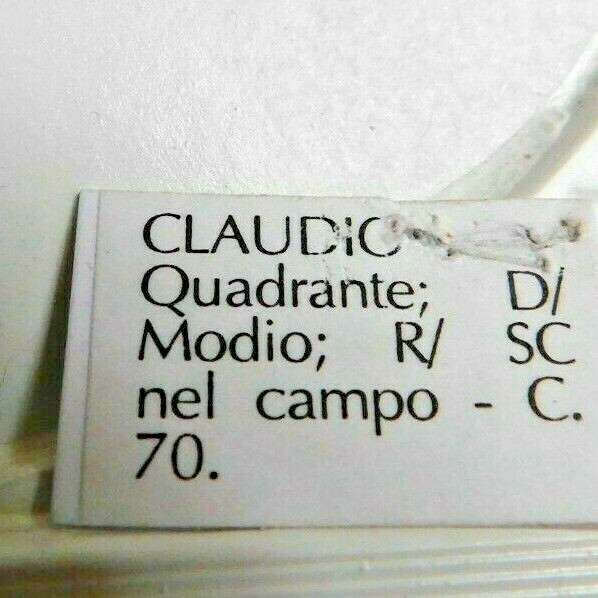 CLAUDIO
Quadrante; D/
Modio; R/ SC
nel campo - C.
70.